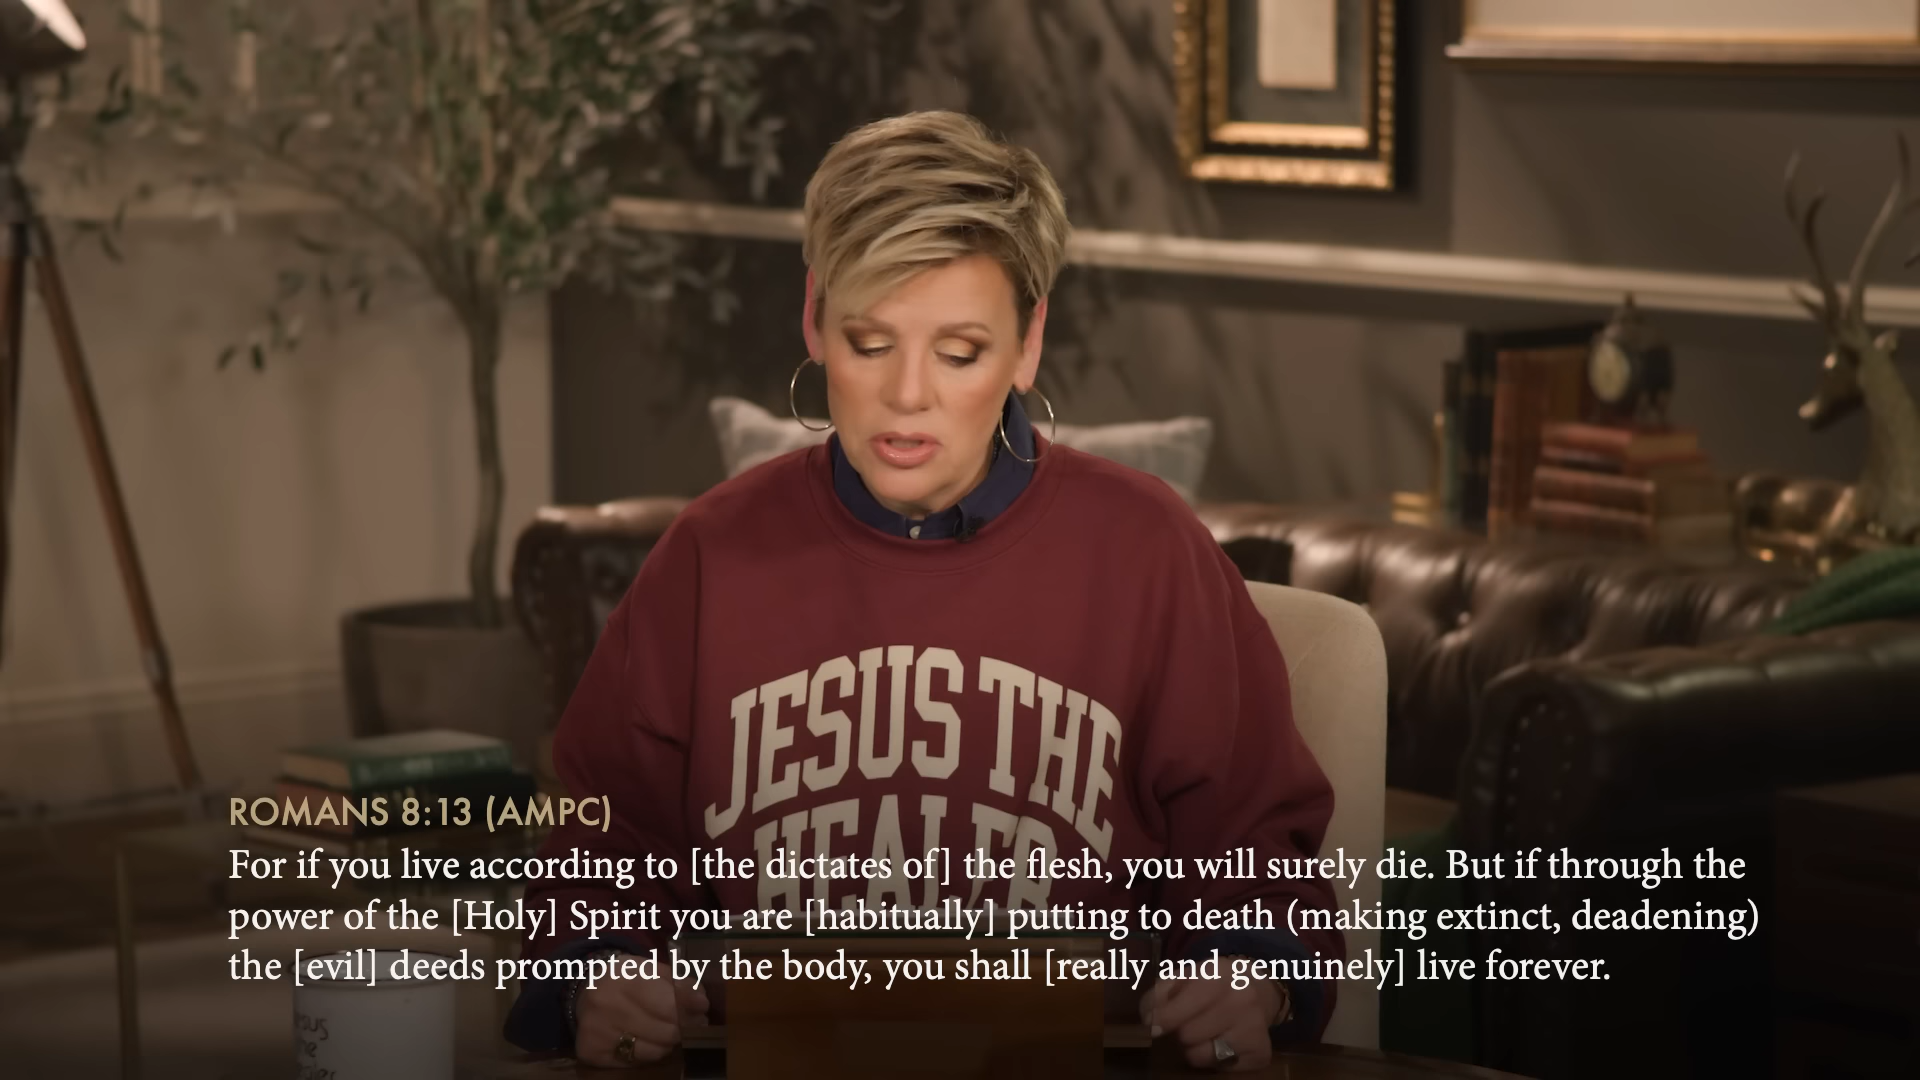 JESUS THE
HEALER
ROMANS 8:13 (AMPC)
For if you live according to [the dictates of] the flesh, you will surely die. But if through the
power of the [Holy] Spirit you are [habitually] putting to death (making extinct, deadening)
the [evil] deeds prompted by the body, you shall [really and genuinely] live forever.